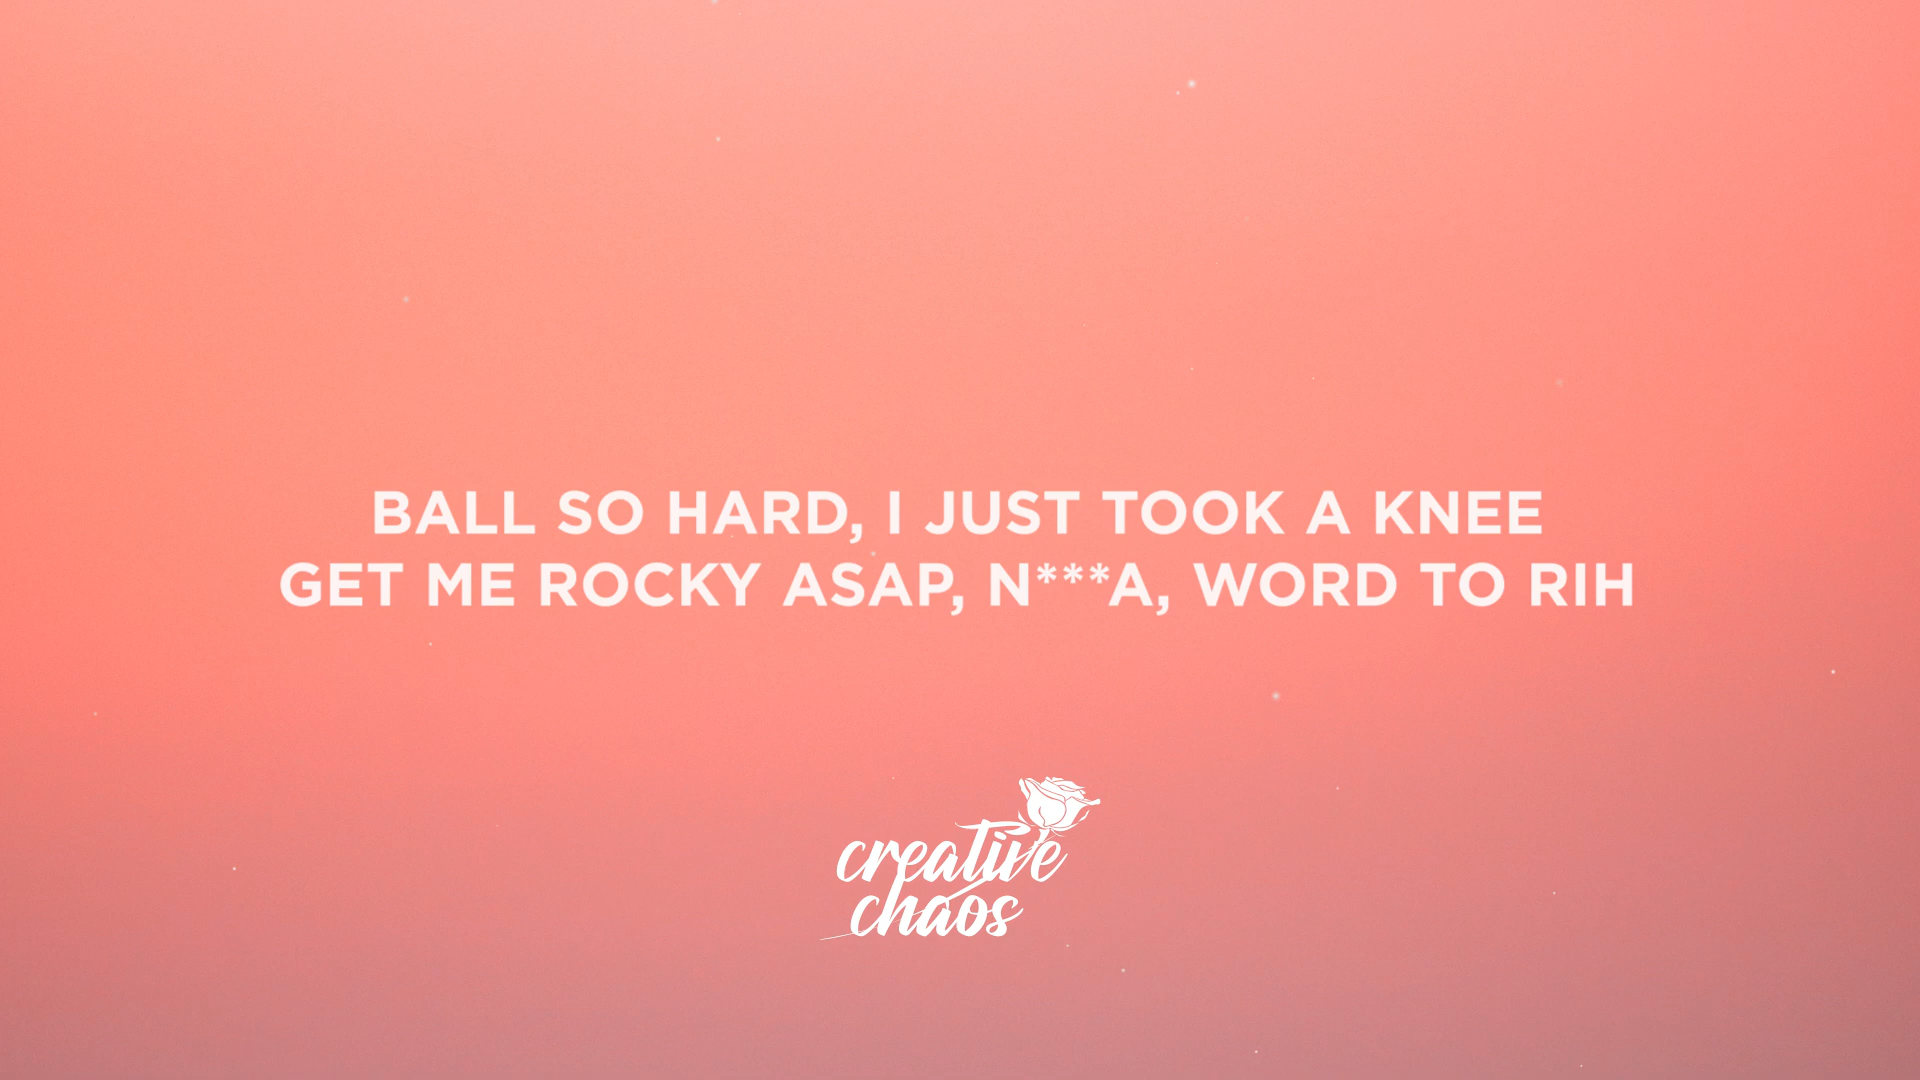 BALL SO HARD, I JUST TOOK A KNEE
GET ME ROCKY ASAP, N***A, WORD TO RIH
creative
chaos